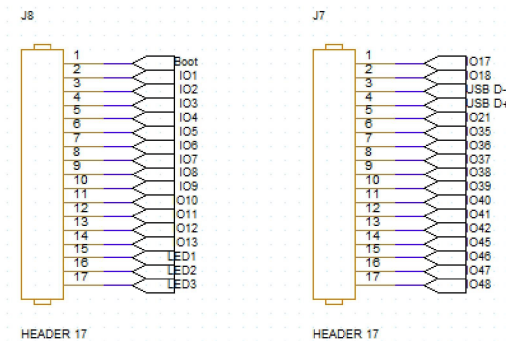 J8
1 Boot
2 IO1
3 IO2
4 IO3
5 IO4
6 IO5
7 IO6
8 IO7
9 IO8
10 IO9
11 IO10
12 IO11
13 IO12
14 IO13
15 LED1
16 LED2
17 LED3
HEADER 17
J7
1 IO17
2 IO18
3 USB D-
4 USB D+
5 IO21
6 IO35
7 IO36
8 IO37
9 IO38
10 IO39
11 IO40
12 IO41
13 IO42
14 IO45
15 IO46
16 IO47
17 IO48
HEADER 17